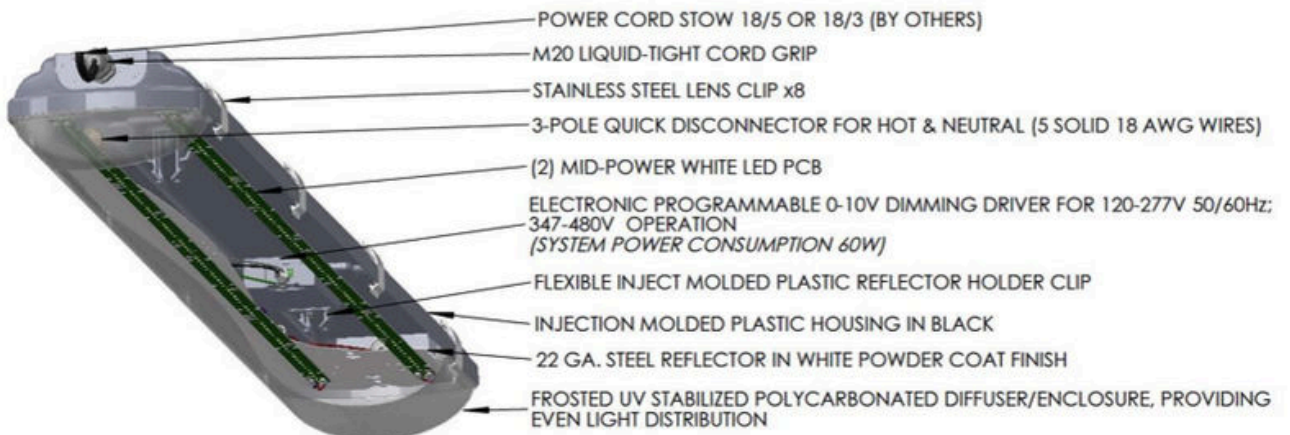 POWER CORD STOW 18/5 OR 18/3 (BY OTHERS)
M20 LIQUID-TIGHT CORD GRIP
STAINLESS STEEL LENS CLIP x8
3-POLE QUICK DISCONNECTOR FOR HOT & NEUTRAL (5 SOLID 18 AWG WIRES)
(2) MID-POWER WHITE LED PCB
ELECTRONIC PROGRAMMABLE 0-10V DIMMING DRIVER FOR 120-277V 50/60Hz;
347-480V OPERATION
(SYSTEM POWER CONSUMPTION 60W)
FLEXIBLE INJECT MOLDED PLASTIC REFLECTOR HOLDER CLIP
INJECTION MOLDED PLASTIC HOUSING IN BLACK
22 GA. STEEL REFLECTOR IN WHITE POWDER COAT FINISH
FROSTED UV STABILIZED POLYCARBONATED DIFFUSER/ENCLOSURE, PROVIDING
EVEN LIGHT DISTRIBUTION